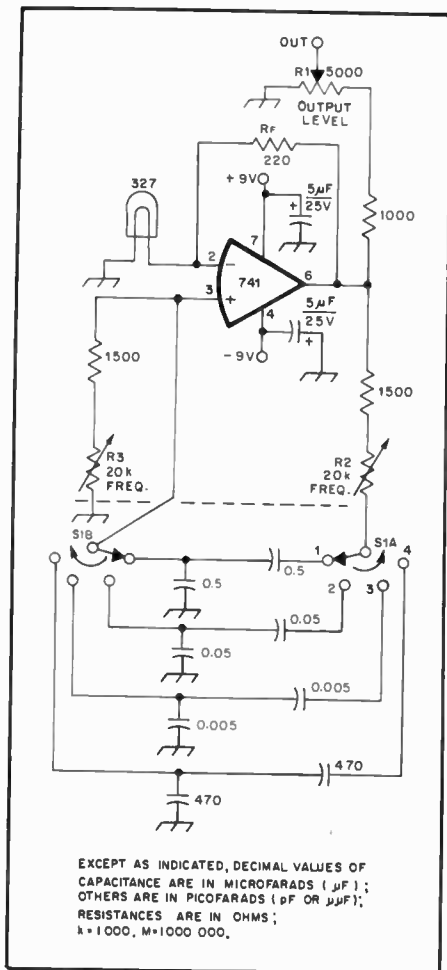 OUT
R1 5000
OUTPUT
LEVEL
RF
220
327
+9V
5µF
25V
+
1000
7
2
−
741
6
3
+
4
5µF
25V
+
−9V
1500
1500
R3
20k
FREQ.
R2
20k
FREQ.
S1B
S1A
1
4
0.5
0.5
2
3
0.05
0.05
0.005
0.005
470
470
EXCEPT AS INDICATED, DECIMAL VALUES OF
CAPACITANCE ARE IN MICROFARADS (µF);
OTHERS ARE IN PICOFARADS (pF OR µµF);
RESISTANCES ARE IN OHMS;
k=1000, M=1000 000.